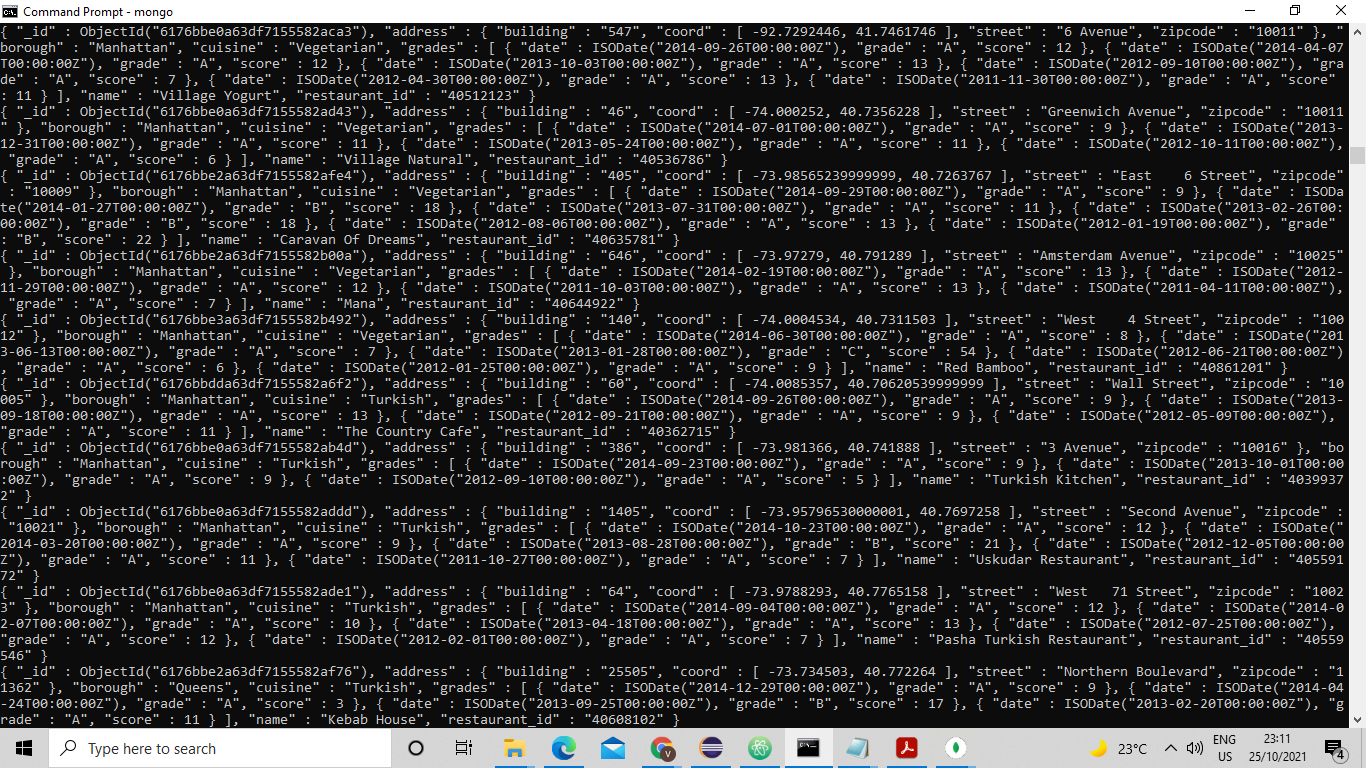 Command Prompt - mongo
{ "_id" : ObjectId("6176bbe0a63df7155582aca3"), "address" : { "building" : "547", "coord" : [ -92.7292446, 41.7461746 ], "street" : "6 Avenue", "zipcode" : "10011" }, "
borough" : "Manhattan", "cuisine" : "Vegetarian", "grades" : [ { "date" : ISODate("2014-09-26T00:00:00Z"), "grade" : "A", "score" : 12 }, { "date" : ISODate("2014-04-07
T00:00:00Z"), "grade" : "A", "score" : 12 }, { "date" : ISODate("2013-10-03T00:00:00Z"), "grade" : "A", "score" : 13 }, { "date" : ISODate("2012-09-10T00:00:00Z"), "gra
de" : "A", "score" : 7 }, { "date" : ISODate("2012-04-30T00:00:00Z"), "grade" : "A", "score" : 13 }, { "date" : ISODate("2011-11-30T00:00:00Z"), "grade" : "A", "score"
: 11 } ], "name" : "Village Yogurt", "restaurant_id" : "40512123" }
{ "_id" : ObjectId("6176bbe2a63df7155582ad43"), "address" : { "building" : "46", "coord" : [ -74.000252, 40.7356228 ], "street" : "Greenwich Avenue", "zipcode" : "10011
" }, "borough" : "Manhattan", "cuisine" : "Vegetarian", "grades" : [ { "date" : ISODate("2014-07-01T00:00:00Z"), "grade" : "A", "score" : 9 }, { "date" : ISODate("2013-
12-31T00:00:00Z"), "grade" : "A", "score" : 11 }, { "date" : ISODate("2013-05-24T00:00:00Z"), "grade" : "A", "score" : 11 }, { "date" : ISODate("2012-10-11T00:00:00Z"),
"grade" : "A", "score" : 6 } ], "name" : "Village Natural", "restaurant_id" : "40536786" }
{ "_id" : ObjectId("6176bbe2a63df7155582afe4"), "address" : { "building" : "405", "coord" : [ -73.98565239999999, 40.7263767 ], "street" : "East    6 Street", "zipcode"
: "10009" }, "borough" : "Manhattan", "cuisine" : "Vegetarian", "grades" : [ { "date" : ISODate("2014-09-29T00:00:00Z"), "grade" : "A", "score" : 9 }, { "date" : ISODa
te("2014-01-27T00:00:00Z"), "grade" : "B", "score" : 18 }, { "date" : ISODate("2013-07-31T00:00:00Z"), "grade" : "A", "score" : 11 }, { "date" : ISODate("2013-02-26T00:
00:00Z"), "grade" : "B", "score" : 18 }, { "date" : ISODate("2012-08-06T00:00:00Z"), "grade" : "A", "score" : 13 }, { "date" : ISODate("2012-01-19T00:00:00Z"), "grade"
: "B", "score" : 22 } ], "name" : "Caravan Of Dreams", "restaurant_id" : "40635781" }
{ "_id" : ObjectId("6176bbe2a63df7155582b00a"), "address" : { "building" : "646", "coord" : [ -73.97279, 40.791289 ], "street" : "Amsterdam Avenue", "zipcode" : "10025"
}, "borough" : "Manhattan", "cuisine" : "Vegetarian", "grades" : [ { "date" : ISODate("2014-02-19T00:00:00Z"), "grade" : "A", "score" : 13 }, { "date" : ISODate("2012-
11-29T00:00:00Z"), "grade" : "A", "score" : 12 }, { "date" : ISODate("2011-10-03T00:00:00Z"), "grade" : "A", "score" : 13 }, { "date" : ISODate("2011-04-11T00:00:00Z"),
"grade" : "A", "score" : 7 } ], "name" : "Mana", "restaurant_id" : "40644922" }
{ "_id" : ObjectId("6176bbe3a63df7155582b492"), "address" : { "building" : "140", "coord" : [ -74.0004534, 40.7311503 ], "street" : "West    4 Street", "zipcode" : "100
12" }, "borough" : "Manhattan", "cuisine" : "Vegetarian", "grades" : [ { "date" : ISODate("2014-06-30T00:00:00Z"), "grade" : "A", "score" : 8 }, { "date" : ISODate("201
3-06-13T00:00:00Z"), "grade" : "A", "score" : 7 }, { "date" : ISODate("2013-01-28T00:00:00Z"), "grade" : "C", "score" : 54 }, { "date" : ISODate("2012-06-21T00:00:00Z")
, "grade" : "A", "score" : 6 }, { "date" : ISODate("2012-01-25T00:00:00Z"), "grade" : "A", "score" : 9 } ], "name" : "Red Bamboo", "restaurant_id" : "40861201" }
{ "_id" : ObjectId("6176bbdda63df7155582a6f2"), "address" : { "building" : "60", "coord" : [ -74.0085357, 40.70620539999999 ], "street" : "Wall Street", "zipcode" : "10
005" }, "borough" : "Manhattan", "cuisine" : "Turkish", "grades" : [ { "date" : ISODate("2014-09-26T00:00:00Z"), "grade" : "A", "score" : 9 }, { "date" : ISODate("2013-
09-18T00:00:00Z"), "grade" : "A", "score" : 13 }, { "date" : ISODate("2012-09-21T00:00:00Z"), "grade" : "A", "score" : 9 }, { "date" : ISODate("2012-05-09T00:00:00Z"),
"grade" : "A", "score" : 11 } ], "name" : "The Country Cafe", "restaurant_id" : "40362715" }
{ "_id" : ObjectId("6176bbe2a63df7155582ab4d"), "address" : { "building" : "386", "coord" : [ -73.981366, 40.741888 ], "street" : "3 Avenue", "zipcode" : "10016" }, "bo
rough" : "Manhattan", "cuisine" : "Turkish", "grades" : [ { "date" : ISODate("2014-09-23T00:00:00Z"), "grade" : "A", "score" : 9 }, { "date" : ISODate("2013-10-01T00:00
:00Z"), "grade" : "A", "score" : 9 }, { "date" : ISODate("2012-09-10T00:00:00Z"), "grade" : "A", "score" : 5 } ], "name" : "Turkish Kitchen", "restaurant_id" : "4039937
2" }
{ "_id" : ObjectId("6176bbe2a63df7155582addd"), "address" : { "building" : "1405", "coord" : [ -73.95796530000001, 40.7697258 ], "street" : "Second Avenue", "zipcode" :
"10021" }, "borough" : "Manhattan", "cuisine" : "Turkish", "grades" : [ { "date" : ISODate("2014-10-23T00:00:00Z"), "grade" : "A", "score" : 12 }, { "date" : ISODate("
2014-03-20T00:00:00Z"), "grade" : "A", "score" : 9 }, { "date" : ISODate("2013-08-28T00:00:00Z"), "grade" : "B", "score" : 21 }, { "date" : ISODate("2012-12-05T00:00:00
Z"), "grade" : "A", "score" : 11 }, { "date" : ISODate("2011-10-27T00:00:00Z"), "grade" : "A", "score" : 7 } ], "name" : "Uskudar Restaurant", "restaurant_id" : "405591
72" }
{ "_id" : ObjectId("6176bbe2a63df7155582ade1"), "address" : { "building" : "64", "coord" : [ -73.9788293, 40.7765158 ], "street" : "West   71 Street", "zipcode" : "1002
3" }, "borough" : "Manhattan", "cuisine" : "Turkish", "grades" : [ { "date" : ISODate("2014-09-04T00:00:00Z"), "grade" : "A", "score" : 12 }, { "date" : ISODate("2014-0
2-07T00:00:00Z"), "grade" : "A", "score" : 10 }, { "date" : ISODate("2013-04-18T00:00:00Z"), "grade" : "A", "score" : 13 }, { "date" : ISODate("2012-07-25T00:00:00Z"),
"grade" : "A", "score" : 12 }, { "date" : ISODate("2012-02-01T00:00:00Z"), "grade" : "A", "score" : 7 } ], "name" : "Pasha Turkish Restaurant", "restaurant_id" : "40559
546" }
{ "_id" : ObjectId("6176bbe2a63df7155582af76"), "address" : { "building" : "25505", "coord" : [ -73.734503, 40.772264 ], "street" : "Northern Boulevard", "zipcode" : "1
1362" }, "borough" : "Queens", "cuisine" : "Turkish", "grades" : [ { "date" : ISODate("2014-12-29T00:00:00Z"), "grade" : "A", "score" : 9 }, { "date" : ISODate("2014-04
-24T00:00:00Z"), "grade" : "A", "score" : 3 }, { "date" : ISODate("2013-09-25T00:00:00Z"), "grade" : "B", "score" : 17 }, { "date" : ISODate("2013-02-20T00:00:00Z"), "g
rade" : "A", "score" : 11 } ], "name" : "Kebab House", "restaurant_id" : "40608102" }
Type here to search
V
23°C
ENG
US
23:11
25/10/2021
4